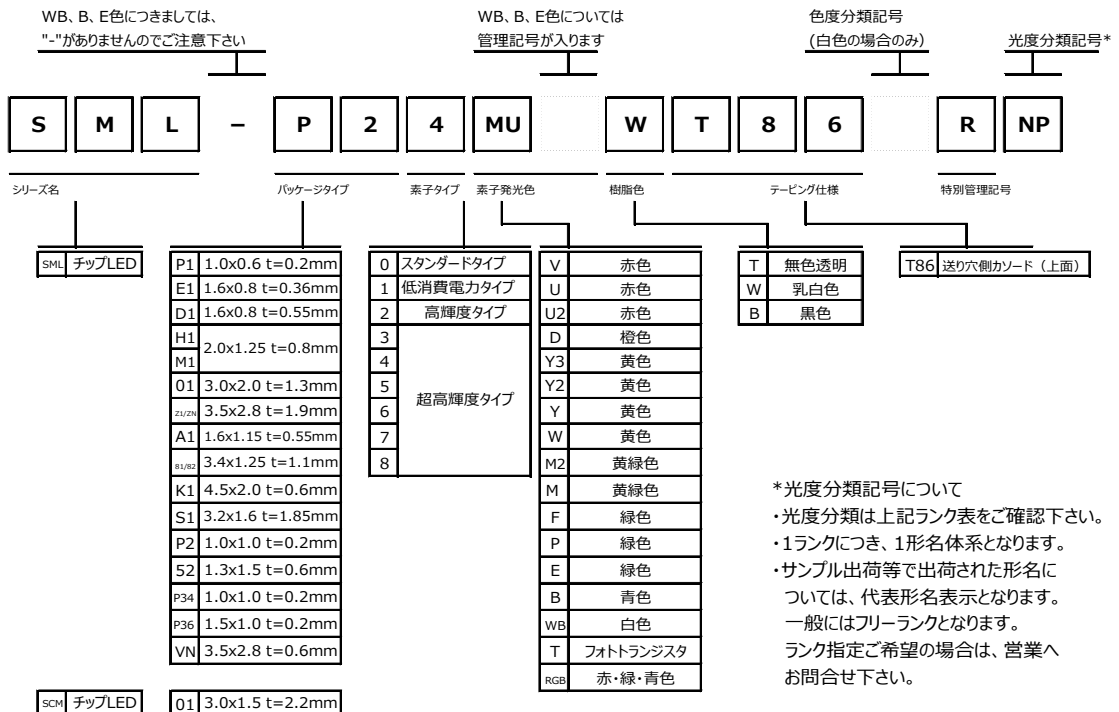 WB、B、E色につきましては、
"-"がありませんのでご注意下さい
WB、B、E色については
管理記号が入ります
色度分類記号
(白色の場合のみ)
光度分類記号*
S M L – P 2 4 MU W T 8 6 R NP
シリーズ名 パッケージタイプ 素子タイプ 素子発光色 樹脂色 テーピング仕様 特別管理記号
SML チップLED
P1 1.0x0.6 t=0.2mm
E1 1.6x0.8 t=0.36mm
D1 1.6x0.8 t=0.55mm
H1
M1
2.0x1.25 t=0.8mm
01 3.0x2.0 t=1.3mm
Z1/ZN 3.5x2.8 t=1.9mm
A1 1.6x1.15 t=0.55mm
81/82 3.4x1.25 t=1.1mm
K1 4.5x2.0 t=0.6mm
S1 3.2x1.6 t=1.85mm
P2 1.0x1.0 t=0.2mm
52 1.3x1.5 t=0.6mm
P34 1.0x1.0 t=0.2mm
P36 1.5x1.0 t=0.2mm
VN 3.5x2.8 t=0.6mm
SCM チップLED
01 3.0x1.5 t=2.2mm
0 スタンダードタイプ
1 低消費電力タイプ
2 高輝度タイプ
3
4
5
6
7
8
超高輝度タイプ
V 赤色
U 赤色
U2 赤色
D 橙色
Y3 黄色
Y2 黄色
Y 黄色
W 黄色
M2 黄緑色
M 黄緑色
F 緑色
P 緑色
E 緑色
B 青色
WB 白色
T フォトトランジスタ
RGB 赤・緑・青色
T 無色透明
W 乳白色
B 黒色
T86 送り穴側カソード（上面）
*光度分類記号について
・光度分類は上記ランク表をご確認下さい。
・1ランクにつき、1形名体系となります。
・サンプル出荷等で出荷された形名に
ついては、代表形名表示となります。
一般にはフリーランクとなります。
ランク指定ご希望の場合は、営業へ
お問合せ下さい。